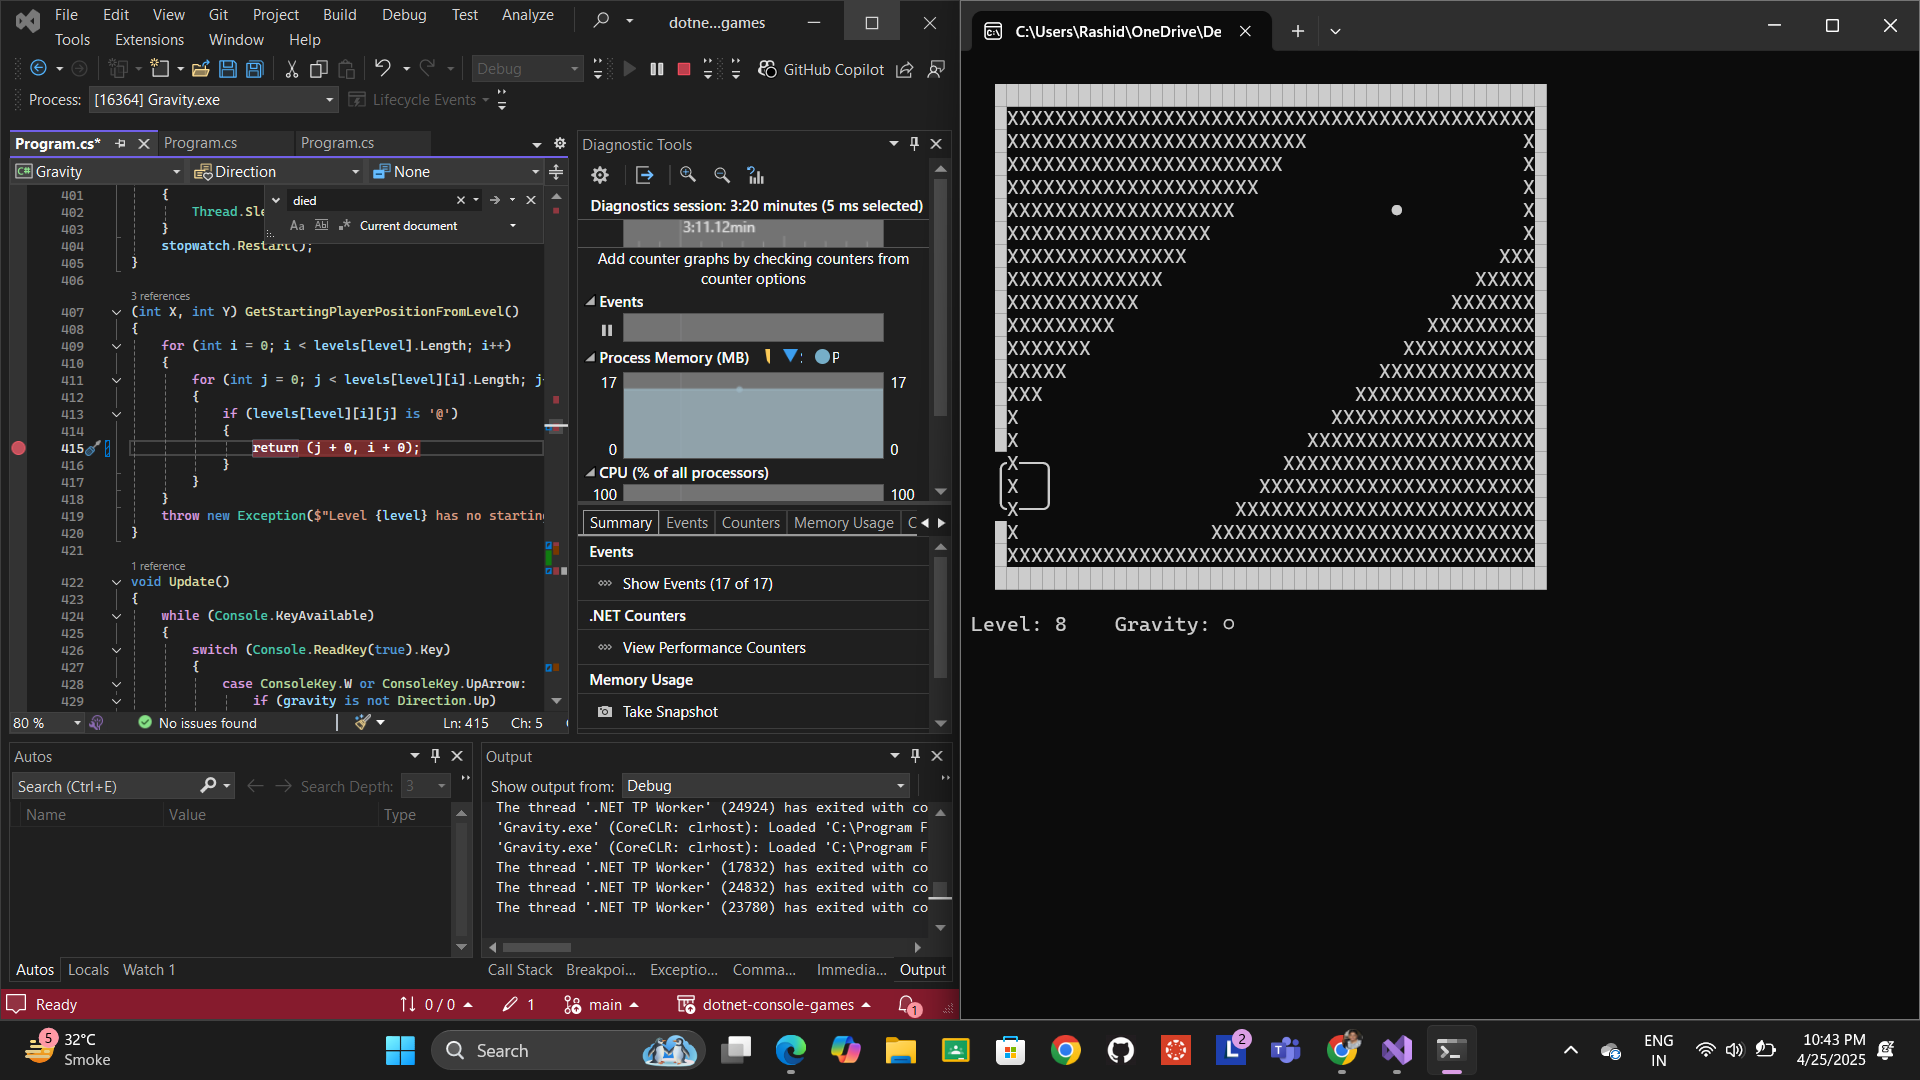 File Edit View Git Project Build Debug Test Analyze
dotne...games
Tools Extensions Window Help
Debug
GitHub Copilot
Process: [16364] Gravity.exe
Lifecycle Events
Program.cs*
Program.cs
Program.cs
Gravity
Direction
None
died
Aa Ab .* Current document
401 {
402 Thread.Sle
403 }
404 stopwatch.Restart();
405 }
406
3 references
407 (int X, int Y) GetStartingPlayerPositionFromLevel()
408 {
409 for (int i = 0; i < levels[level].Length; i++)
410 {
411 for (int j = 0; j < levels[level][i].Length; j
412 {
413 if (levels[level][i][j] is '@')
414 {
415 return (j + 0, i + 0);
416 }
417 }
418 }
419 throw new Exception($"Level {level} has no startin
420 }
421
1 reference
422 void Update()
423 {
424 while (Console.KeyAvailable)
425 {
426 switch (Console.ReadKey(true).Key)
427 {
428 case ConsoleKey.W or ConsoleKey.UpArrow:
429 if (gravity is not Direction.Up)
80 %
No issues found
Ln: 415 Ch: 5
Diagnostic Tools
Diagnostics session: 3:20 minutes (5 ms selected)
3:11.12min
Add counter graphs by checking counters from
counter options
Events
Process Memory (MB)
P
17 17
0 0
CPU (% of all processors)
100 100
Summary Events Counters Memory Usage C
Events
Show Events (17 of 17)
.NET Counters
View Performance Counters
Memory Usage
Take Snapshot
Autos
Search (Ctrl+E)
Search Depth: 3
Name Value Type
Autos Locals Watch 1
Output
Show output from: Debug
The thread '.NET TP Worker' (24924) has exited with co
'Gravity.exe' (CoreCLR: clrhost): Loaded 'C:\Program F
'Gravity.exe' (CoreCLR: clrhost): Loaded 'C:\Program F
The thread '.NET TP Worker' (17832) has exited with co
The thread '.NET TP Worker' (24832) has exited with co
The thread '.NET TP Worker' (23780) has exited with co
Call Stack Breakpoi... Exceptio... Comma... Immedia... Output
Ready
0 / 0
1
main
dotnet-console-games
1
C:\Users\Rashid\OneDrive\De
XXXXXXXXXXXXXXXXXXXXXXXXXXXXXXXXXXXXXXXXXXXX
XXXXXXXXXXXXXXXXXXXXXXXXX X
XXXXXXXXXXXXXXXXXXXXXXX X
XXXXXXXXXXXXXXXXXXXXX X
XXXXXXXXXXXXXXXXXXX ● X
XXXXXXXXXXXXXXXXX X
XXXXXXXXXXXXXXX XXX
XXXXXXXXXXXXX XXXXX
XXXXXXXXXXX XXXXXXX
XXXXXXXXX XXXXXXXXX
XXXXXXX XXXXXXXXXXX
XXXXX XXXXXXXXXXXXX
XXX XXXXXXXXXXXXXXX
X XXXXXXXXXXXXXXXXX
X XXXXXXXXXXXXXXXXXXX
X XXXXXXXXXXXXXXXXXXXXX
X XXXXXXXXXXXXXXXXXXXXXXX
X XXXXXXXXXXXXXXXXXXXXXXXXX
X XXXXXXXXXXXXXXXXXXXXXXXXXXX
XXXXXXXXXXXXXXXXXXXXXXXXXXXXXXXXXXXXXXXXXXXX
Level: 8 Gravity: ○
5
32°C
Smoke
Search
2
ENG
IN
10:43 PM
4/25/2025